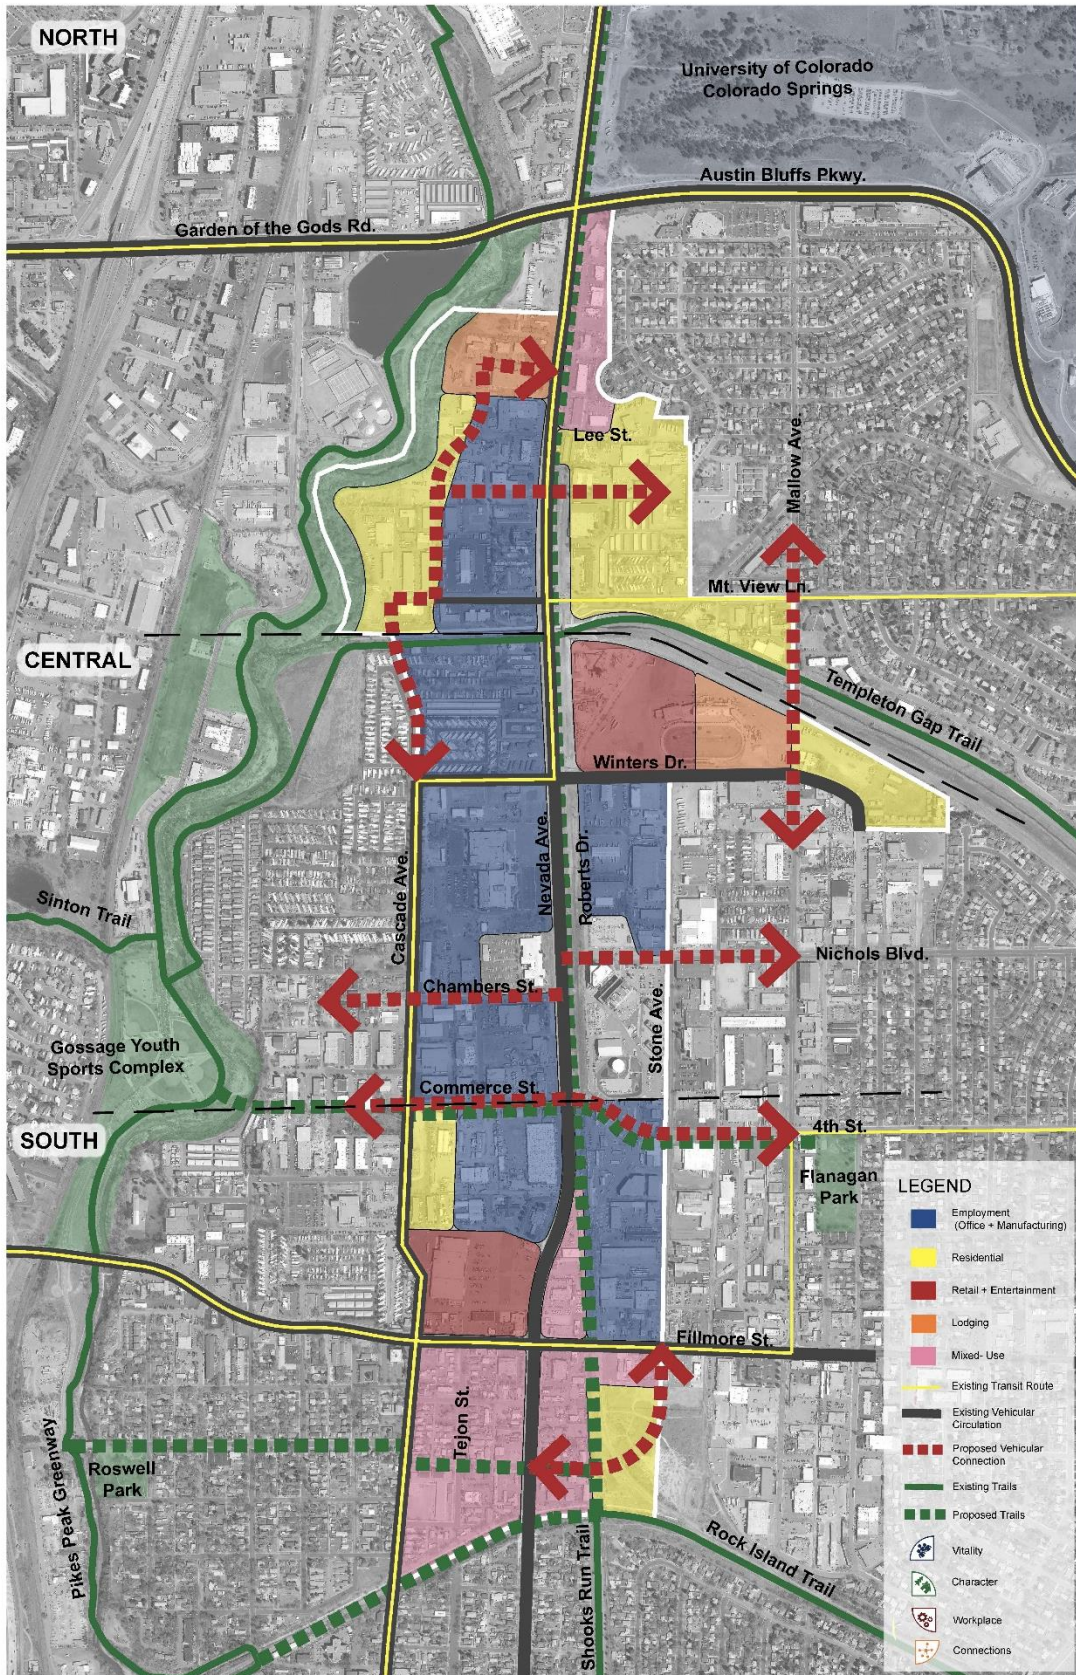 NORTH
University of Colorado
Colorado Springs
Austin Bluffs Pkwy.
Garden of the Gods Rd.
Lee St.
Mallow Ave.
Mt. View Ln.
CENTRAL
Templeton Gap Trail
Winters Dr.
Nevada Ave.
Roberts Dr.
Cascade Ave.
Sinton Trail
Nichols Blvd.
Chambers St.
Stone Ave.
Gossage Youth
Sports Complex
Commerce St.
SOUTH
4th St.
Flanagan
Park
Fillmore St.
Tejon St.
Pikes Peak Greenway
Roswell
Park
Shooks Run Trail
Rock Island Trail
LEGEND
Employment
(Office + Manufacturing)
Residential
Retail + Entertainment
Lodging
Mixed- Use
Existing Transit Route
Existing Vehicular
Circulation
Proposed Vehicular
Connection
Existing Trails
Proposed Trails
Vitality
Character
Workplace
Connections